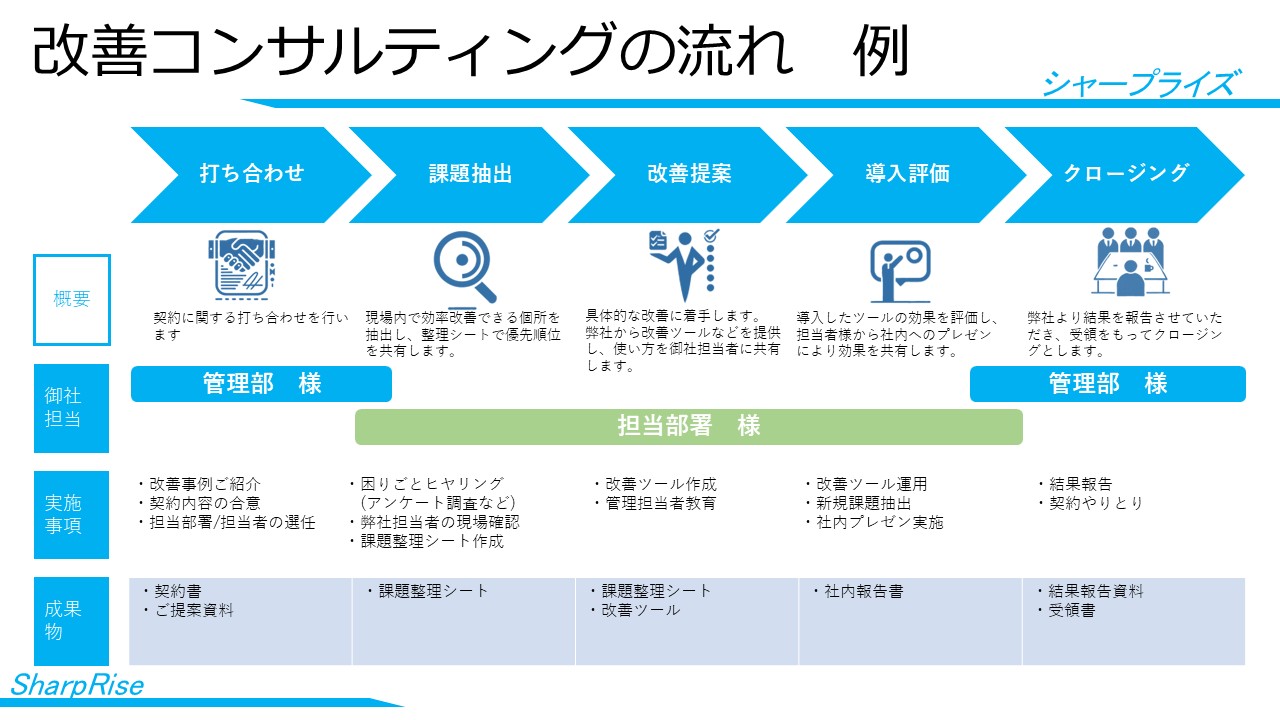 改善コンサルティングの流れ　例
シャープライズ
打ち合わせ
課題抽出
改善提案
導入評価
クロージング
概要
契約に関する打ち合わせを行い
ます
現場内で効率改善できる個所を
抽出し、整理シートで優先順位
を共有します。
具体的な改善に着手します。
弊社から改善ツールなどを提供
し、使い方を御社担当者に共有
します。
導入したツールの効果を評価し、
担当者様から社内へのプレゼン
により効果を共有します。
弊社より結果を報告させていた
だき、受領をもってクロージン
グとします。
御社
担当
管理部　様
担当部署　様
管理部　様
実施
事項
・改善事例ご紹介
・契約内容の合意
・担当部署/担当者の選任
・困りごとヒヤリング
(アンケート調査など)
・弊社担当者の現場確認
・課題整理シート作成
・改善ツール作成
・管理担当者教育
・改善ツール運用
・新規課題抽出
・社内プレゼン実施
・結果報告
・契約やりとり
成果
物
・契約書
・ご提案資料
・課題整理シート
・課題整理シート
・改善ツール
・社内報告書
・結果報告資料
・受領書
SharpRise